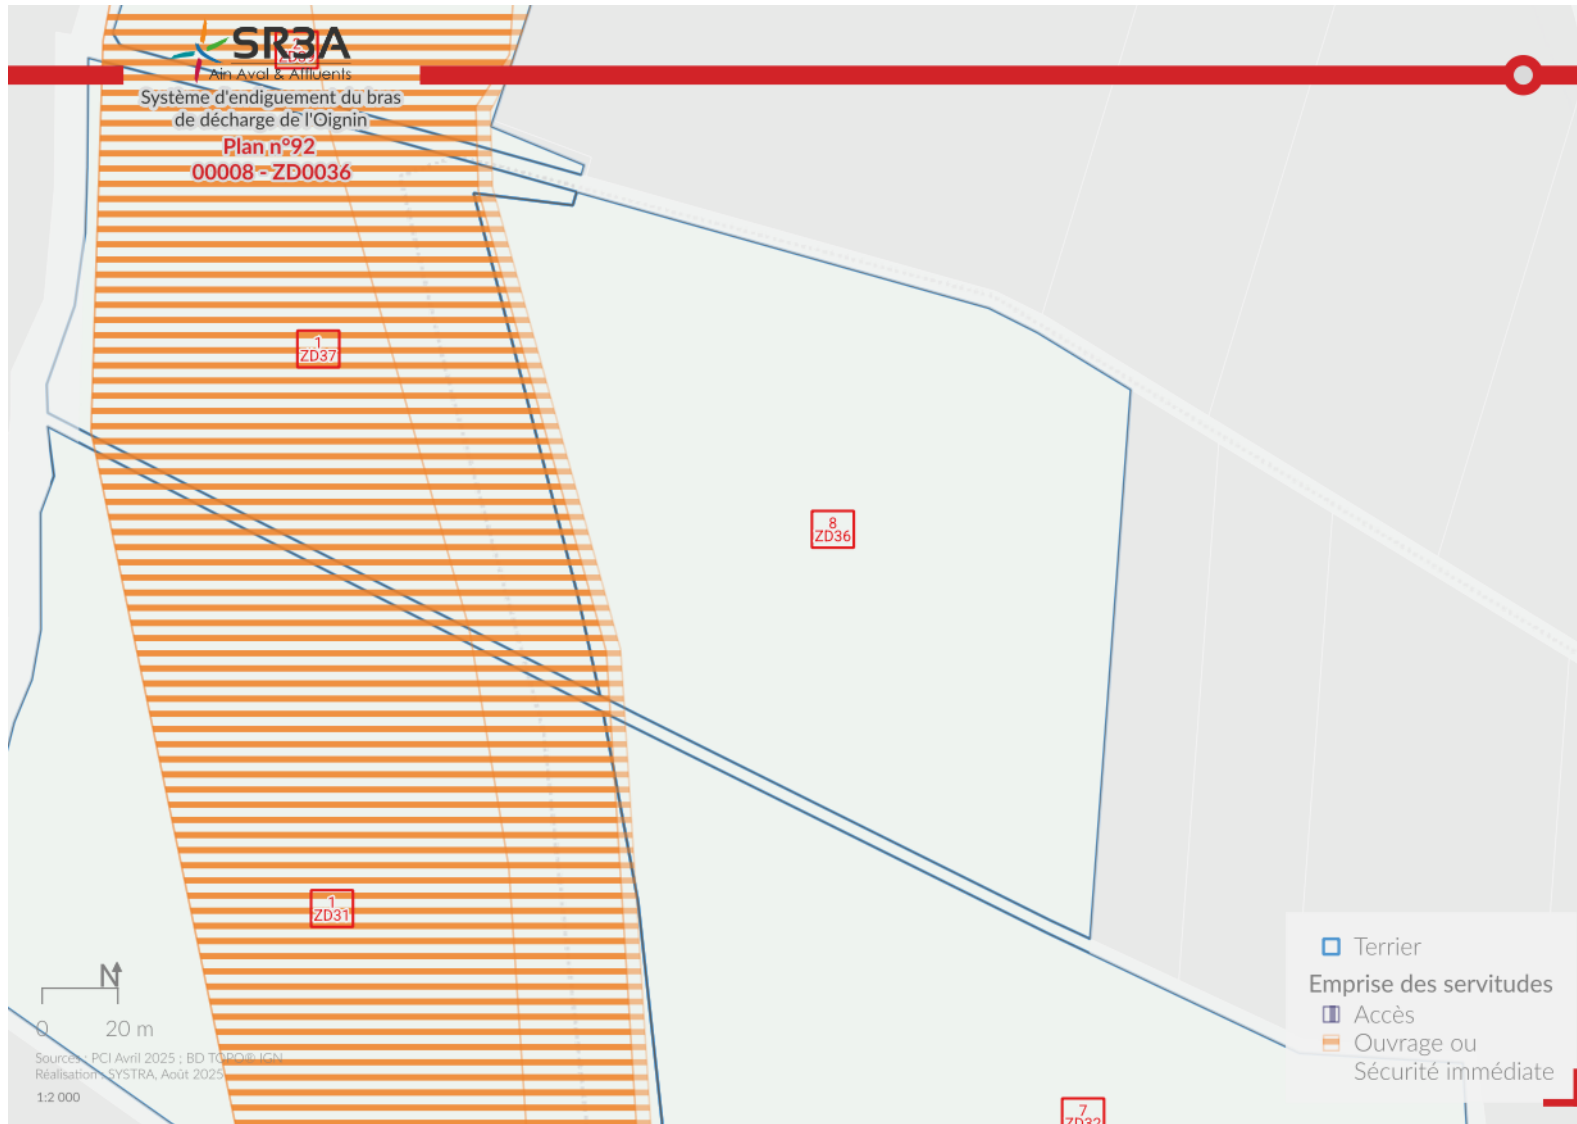 SR3A
Ain Aval & Affluents
Système d'endiguement du bras
de décharge de l'Oignin
Plan n°92
00008 - ZD0036
2
1
ZD37
8
ZD36
1
ZD31
7
ZD32
N
0 20 m
Sources : PCI Avril 2025 ; BD TOPO® IGN
Réalisation : SYSTRA, Août 2025
1:2 000
Terrier
Emprise des servitudes
Accès
Ouvrage ou
Sécurité immédiate